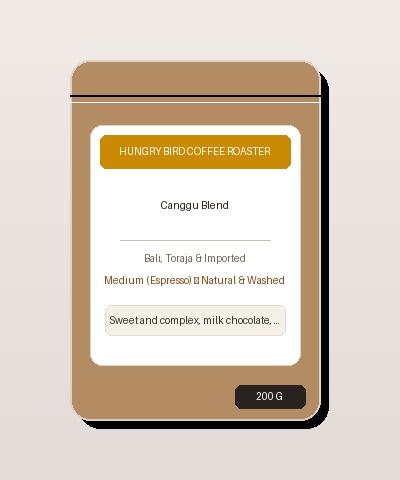 HUNGRY BIRD COFFEE ROASTER
Canggu Blend
Bali, Toraja & Imported
Medium (Espresso) Natural & Washed
Sweet and complex, milk chocolate, ...
200 G